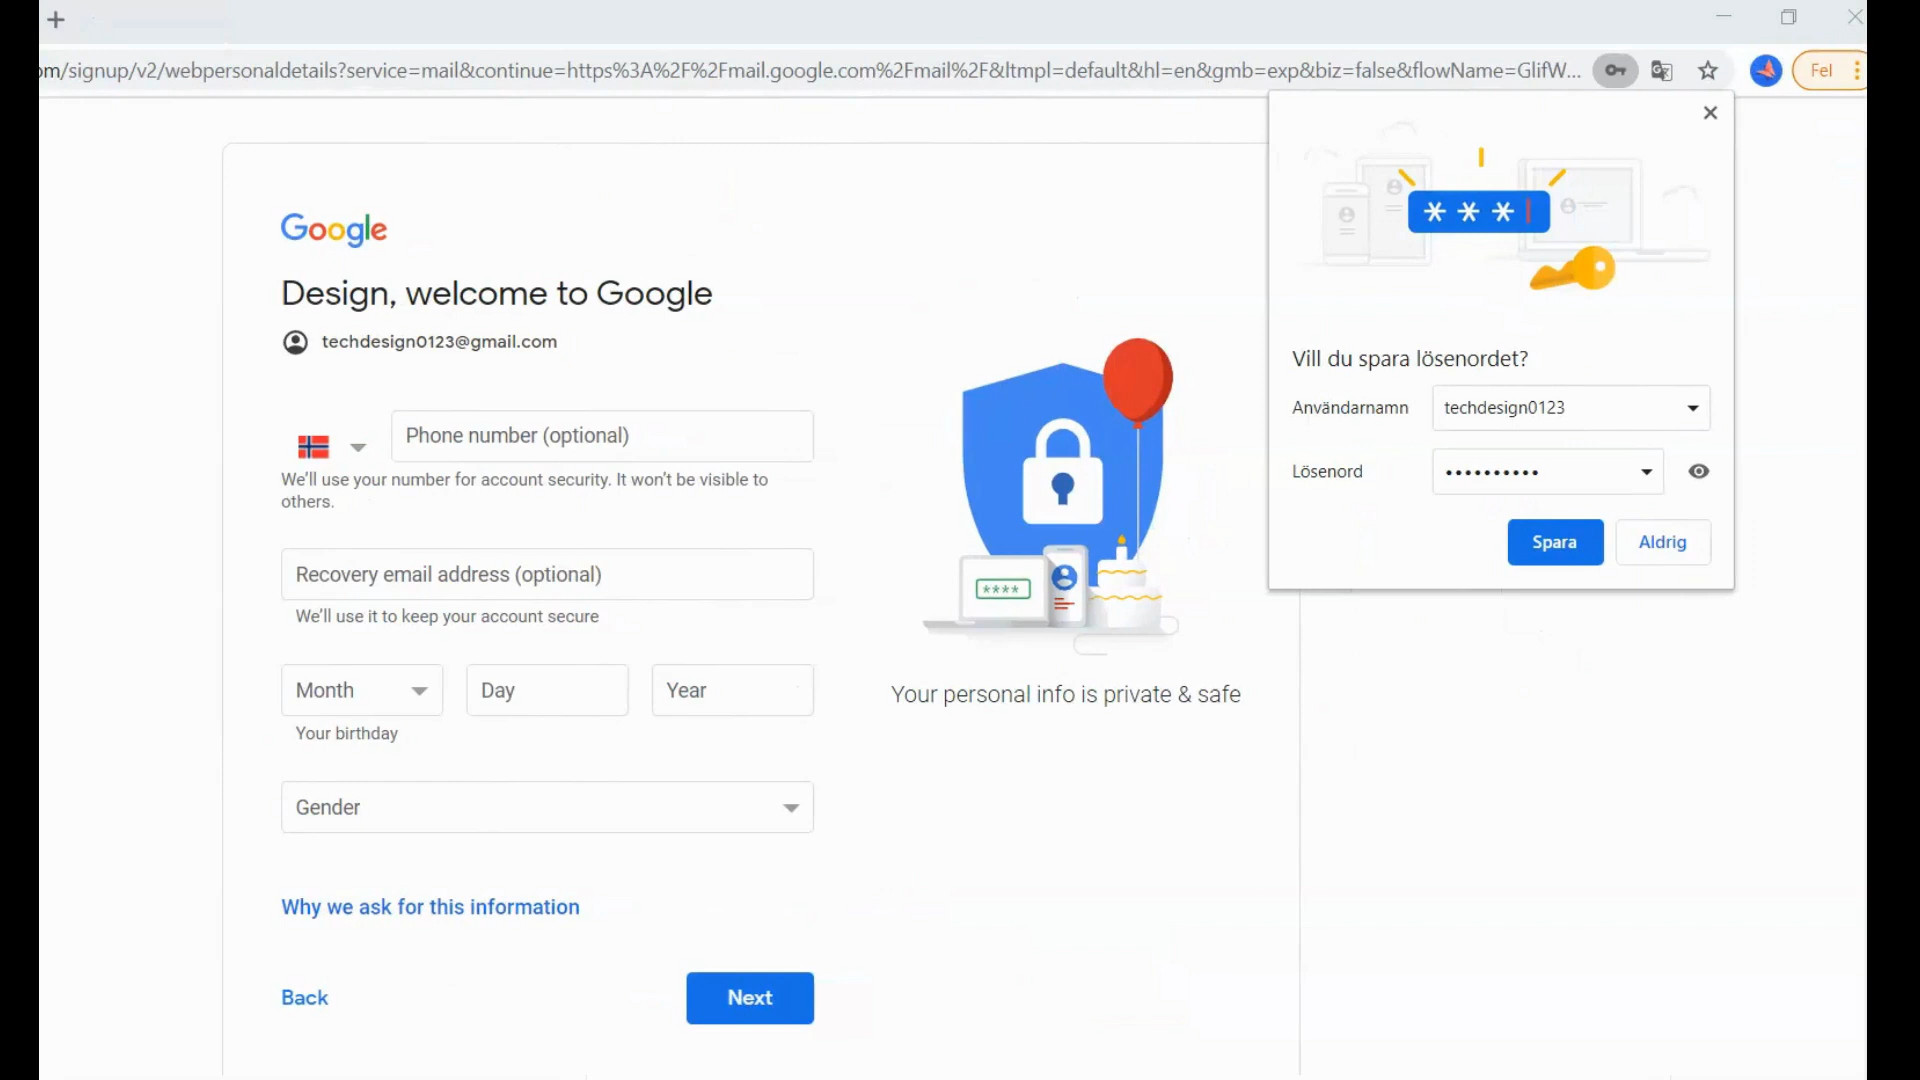 om/signup/v2/webpersonaldetails?service=mail&continue=https%3A%2F%2Fmail.google.com%2Fmail%2F&ltmpl=default&hl=en&gmb=exp&biz=false&flowName=GlifW...
Fel
Google
Design, welcome to Google
techdesign0123@gmail.com
Phone number (optional)
We'll use your number for account security. It won't be visible to
others.
Recovery email address (optional)
We'll use it to keep your account secure
Month
Day
Year
Your birthday
Gender
Why we ask for this information
Back
Next
****
Your personal info is private & safe
***
Vill du spara lösenordet?
Användarnamn
techdesign0123
Lösenord
••••••••••
Spara
Aldrig